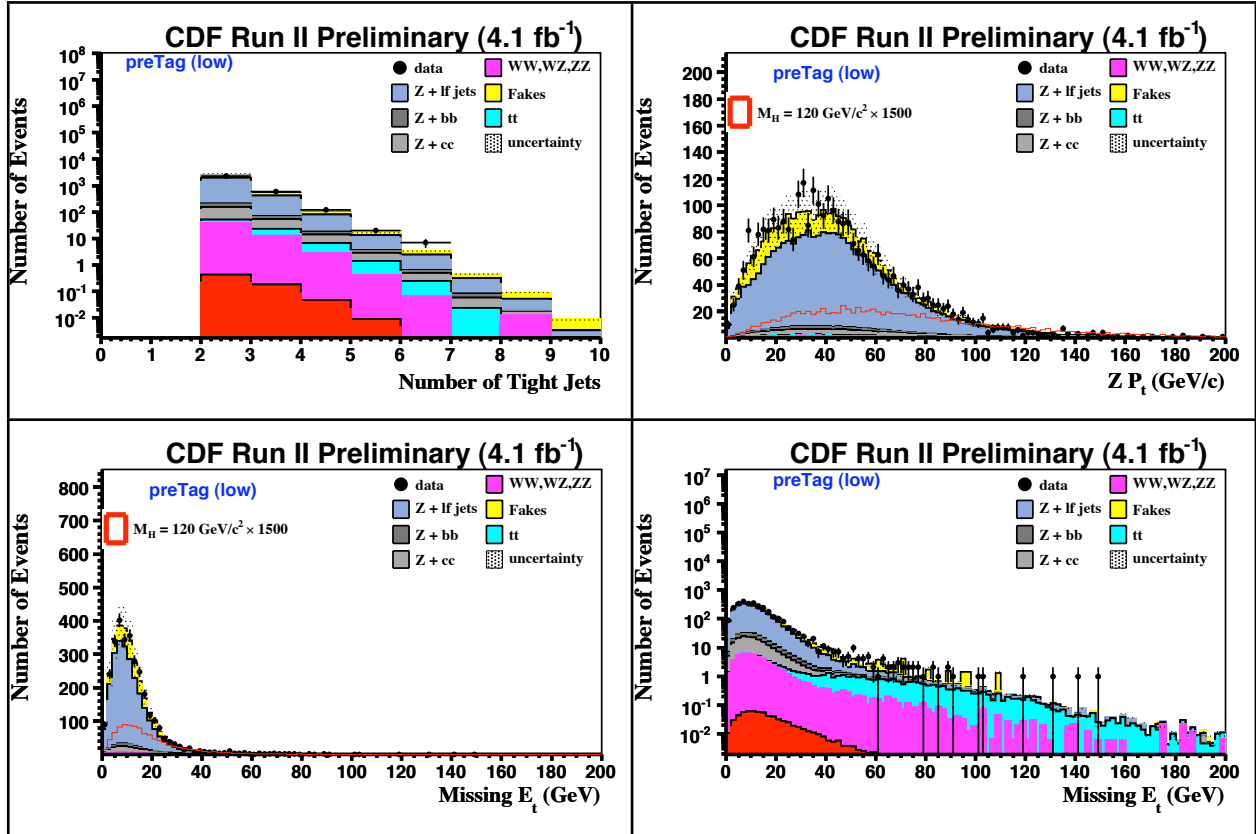 CDF Run II Preliminary (4.1 fb⁻¹)
preTag (low)
data
Z + lf jets
Z + bb
Z + cc
WW,WZ,ZZ
Fakes
tt
uncertainty
Number of Events
10⁸
10⁷
10⁶
10⁵
10⁴
10³
10²
10
1
10⁻¹
10⁻²
0 1 2 3 4 5 6 7 8 9 10
Number of Tight Jets
CDF Run II Preliminary (4.1 fb⁻¹)
preTag (low)
M_H = 120 GeV/c² × 1500
data
Z + lf jets
Z + bb
Z + cc
WW,WZ,ZZ
Fakes
tt
uncertainty
Number of Events
200
180
160
140
120
100
80
60
40
20
0 20 40 60 80 100 120 140 160 180 200
Z P_t (GeV/c)
CDF Run II Preliminary (4.1 fb⁻¹)
preTag (low)
M_H = 120 GeV/c² × 1500
data
Z + lf jets
Z + bb
Z + cc
WW,WZ,ZZ
Fakes
tt
uncertainty
Number of Events
800
700
600
500
400
300
200
100
0 20 40 60 80 100 120 140 160 180 200
Missing E_t (GeV)
CDF Run II Preliminary (4.1 fb⁻¹)
preTag (low)
data
Z + lf jets
Z + bb
Z + cc
WW,WZ,ZZ
Fakes
tt
uncertainty
Number of Events
10⁷
10⁶
10⁵
10⁴
10³
10²
10
1
10⁻¹
10⁻²
0 20 40 60 80 100 120 140 160 180 200
Missing E_t (GeV)